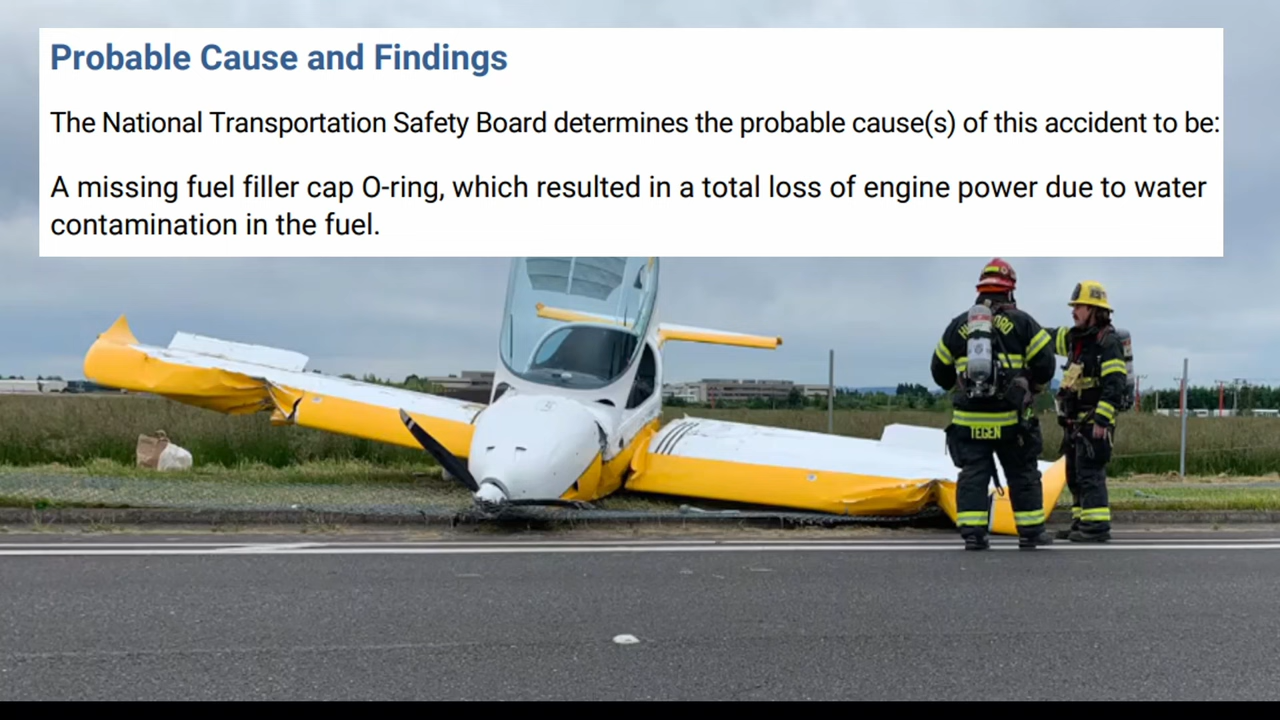 Probable Cause and Findings
The National Transportation Safety Board determines the probable cause(s) of this accident to be:
A missing fuel filler cap O-ring, which resulted in a total loss of engine power due to water
contamination in the fuel.
TEGEN